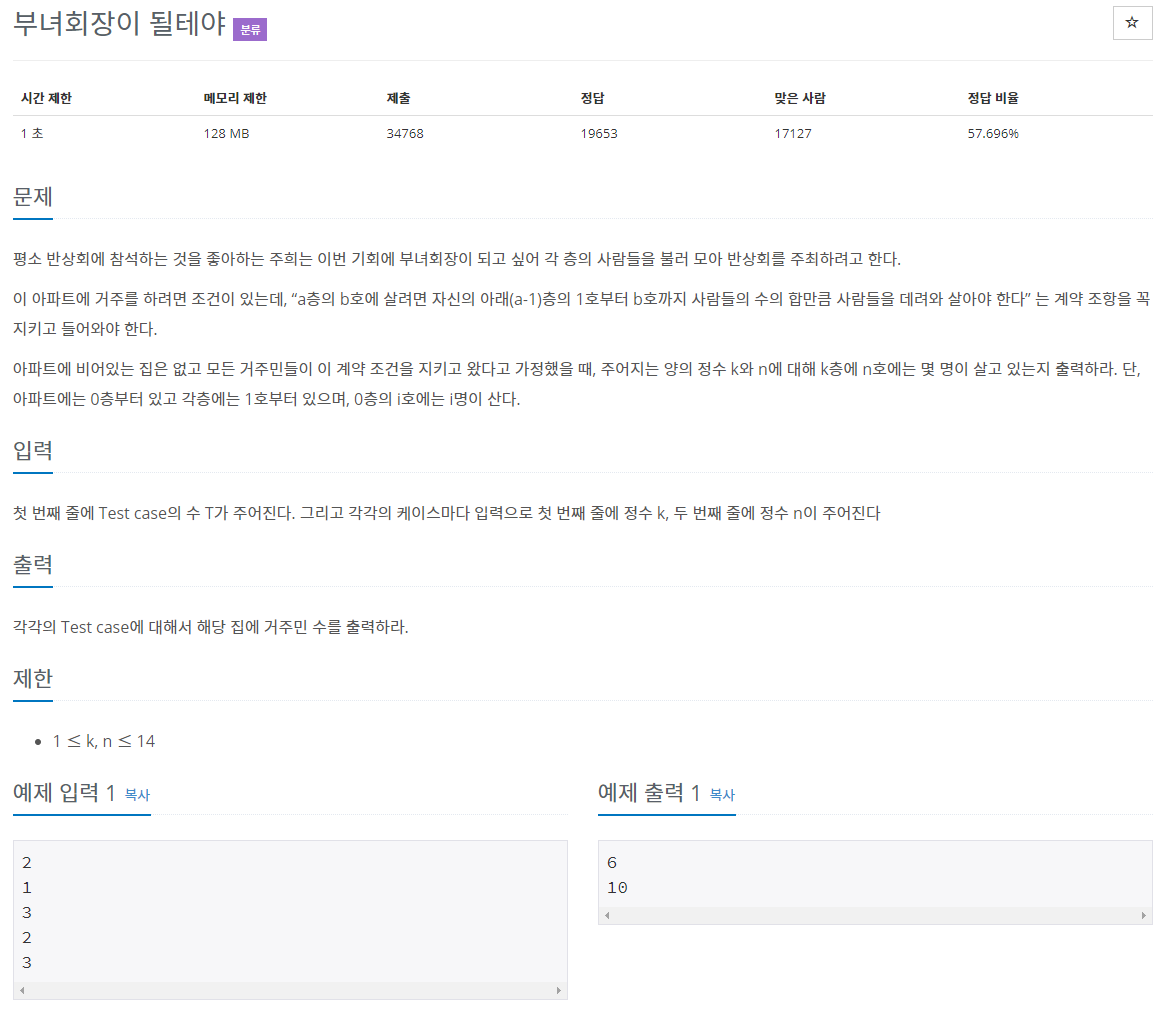 부녀회장이 될테야 분류
☆
시간 제한 메모리 제한 제출 정답 맞은 사람 정답 비율
1 초 128 MB 34768 19653 17127 57.696%
문제
평소 반상회에 참석하는 것을 좋아하는 주희는 이번 기회에 부녀회장이 되고 싶어 각 층의 사람들을 불러 모아 반상회를 주최하려고 한다.
이 아파트에 거주를 하려면 조건이 있는데, “a층의 b호에 살려면 자신의 아래(a-1)층의 1호부터 b호까지 사람들의 수의 합만큼 사람들을 데려와 살아야 한다” 는 계약 조항을 꼭
지키고 들어와야 한다.
아파트에 비어있는 집은 없고 모든 거주민들이 이 계약 조건을 지키고 왔다고 가정했을 때, 주어지는 양의 정수 k와 n에 대해 k층에 n호에는 몇 명이 살고 있는지 출력하라. 단,
아파트에는 0층부터 있고 각층에는 1호부터 있으며, 0층의 i호에는 i명이 산다.
입력
첫 번째 줄에 Test case의 수 T가 주어진다. 그리고 각각의 케이스마다 입력으로 첫 번째 줄에 정수 k, 두 번째 줄에 정수 n이 주어진다
출력
각각의 Test case에 대해서 해당 집에 거주민 수를 출력하라.
제한
• 1 ≤ k, n ≤ 14
예제 입력 1 복사
2
1
3
2
3
예제 출력 1 복사
6
10